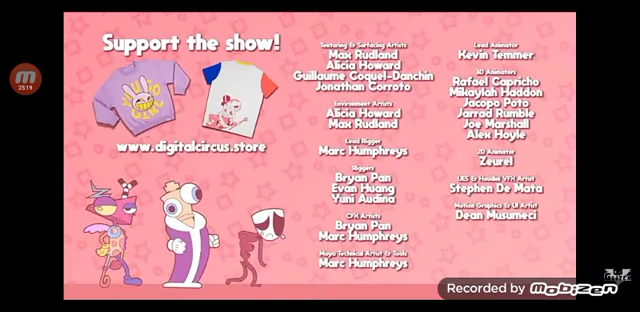 Support the show!
www.digitalcircus.store
Texturing & Surfacing Artists
Max Rudland
Alicia Howard
Guillaume Coquel-Danchin
Jonathan Corroto
Environment Artists
Alicia Howard
Max Rudland
Lead Rigger
Marc Humphreys
Riggers
Bryan Pan
Evan Huang
Yuni Audina
CFX Artists
Bryan Pan
Marc Humphreys
Maya Technical Artist & Tools
Marc Humphreys
Lead Animator
Kevin Temmer
3D Animators
Rafael Capricho
Mikaylah Haddon
Jacopo Poto
Jarrad Rumble
Joe Marshall
Alex Hoyle
2D Animator
Zeurel
UE5 & Houdini VFX Artist
Stephen De Mata
Motion Graphics & UI Artist
Dean Musumeci
25:19
Recorded by Mobizen